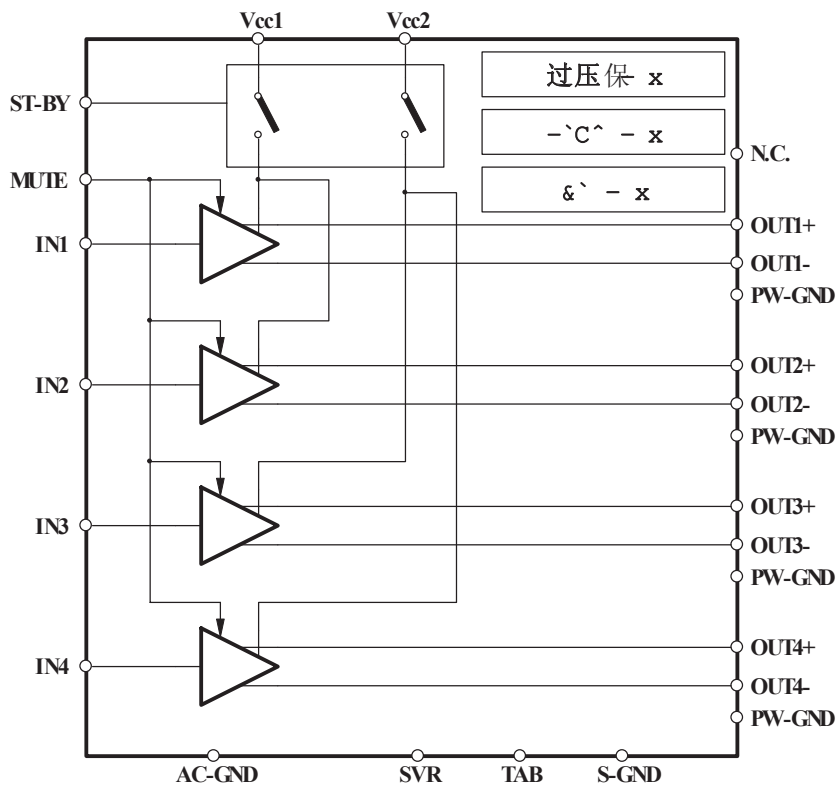 Vcc1 Vcc2
过压保- x
ST-BY
-`C^ - x
N.C.
MUTE
&` - x
OUT1+
IN1
OUT1-
PW-GND
OUT2+
IN2
OUT2-
PW-GND
OUT3+
IN3
OUT3-
PW-GND
OUT4+
IN4
OUT4-
PW-GND
AC-GND SVR TAB S-GND